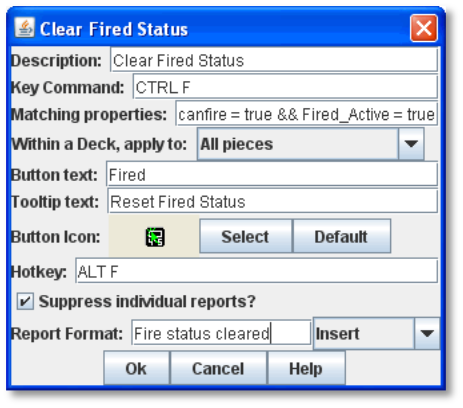 Clear Fired Status
Description: Clear Fired Status
Key Command: CTRL F
Matching properties: canfire = true && Fired_Active = true
Within a Deck, apply to: All pieces
Button text: Fired
Tooltip text: Reset Fired Status
Button Icon: Select Default
Hotkey: ALT F
Suppress individual reports?
Report Format: Fire status cleared Insert
Ok Cancel Help